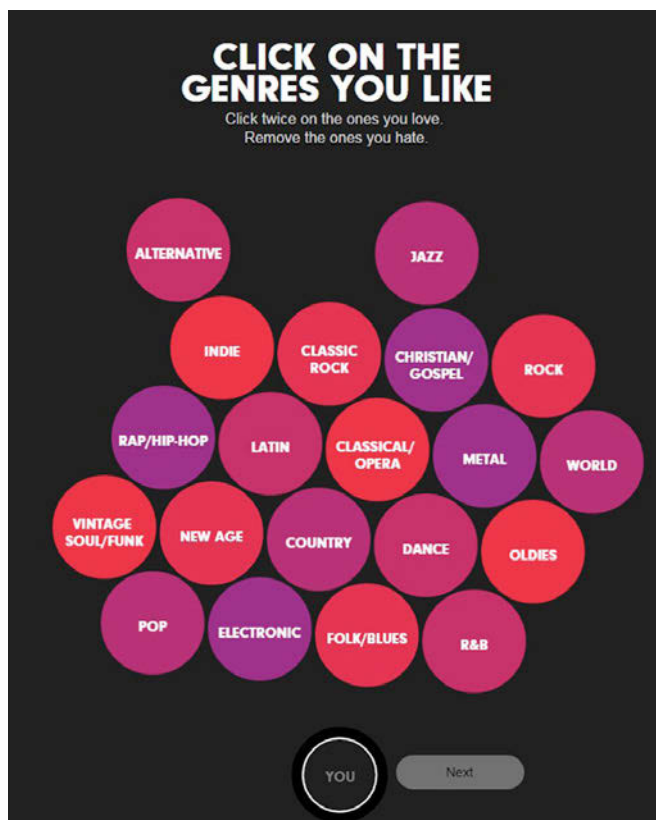 CLICK ON THE
GENRES YOU LIKE
Click twice on the ones you love.
Remove the ones you hate.
ALTERNATIVE
JAZZ
INDIE
CLASSIC
ROCK
CHRISTIAN/
GOSPEL
ROCK
RAP/HIP-HOP
LATIN
CLASSICAL/
OPERA
METAL
WORLD
VINTAGE
SOUL/FUNK
NEW AGE
COUNTRY
DANCE
OLDIES
POP
ELECTRONIC
FOLK/BLUES
R&B
YOU
Next